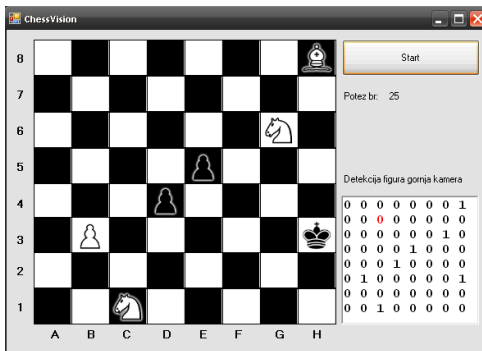 ChessVision
8
7
6
5
4
3
2
1
A B C D E F G H
Start
Potez br: 25
Detekcija figura gornja kamera
0 0 0 0 0 0 0 1
0 0 0 0 0 0 0 0
0 0 0 0 0 0 1 0
0 0 0 0 1 0 0 0
0 0 0 1 0 0 0 0
0 1 0 0 0 0 0 1
0 0 0 0 0 0 0 0
0 0 1 0 0 0 0 0